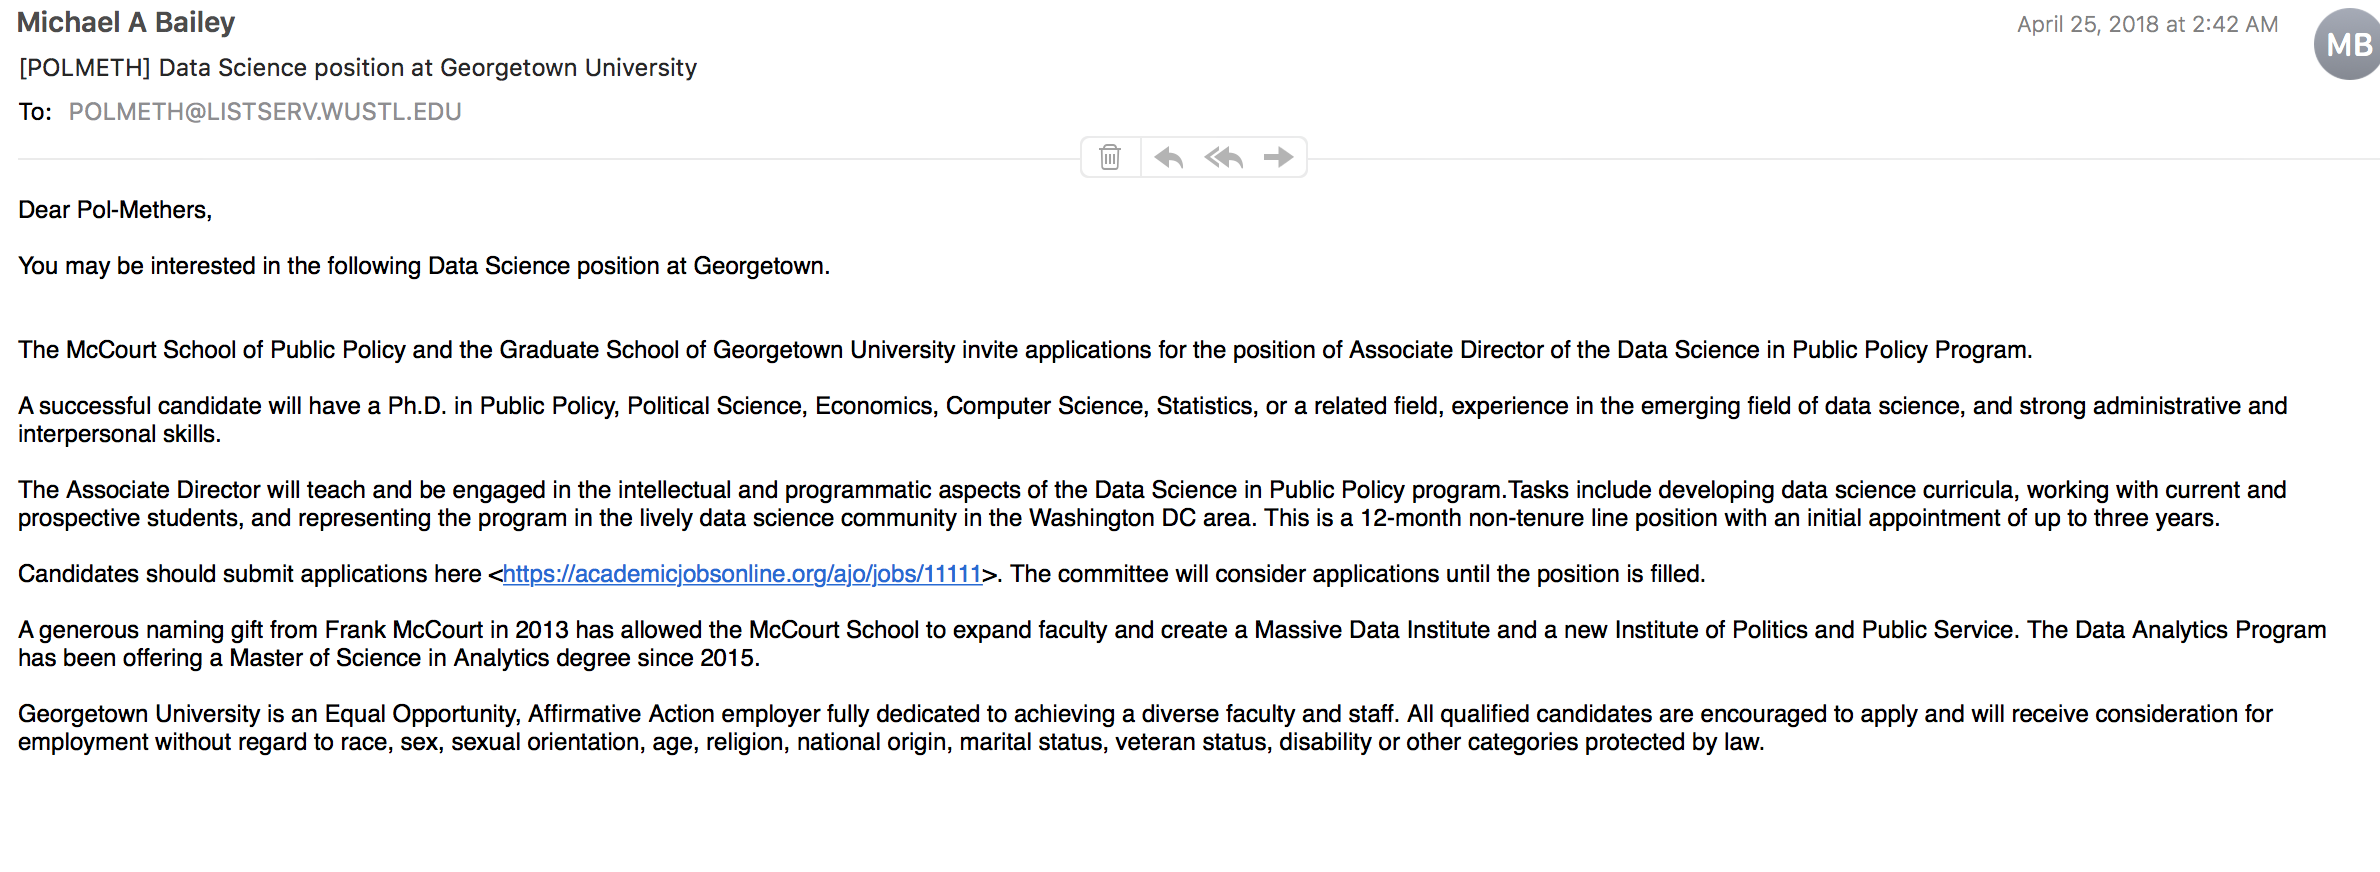 Michael A Bailey
April 25, 2018 at 2:42 AM
MB
[POLMETH] Data Science position at Georgetown University
To: POLMETH@LISTSERV.WUSTL.EDU
Dear Pol-Methers,
You may be interested in the following Data Science position at Georgetown.
The McCourt School of Public Policy and the Graduate School of Georgetown University invite applications for the position of Associate Director of the Data Science in Public Policy Program.
A successful candidate will have a Ph.D. in Public Policy, Political Science, Economics, Computer Science, Statistics, or a related field, experience in the emerging field of data science, and strong administrative and
interpersonal skills.
The Associate Director will teach and be engaged in the intellectual and programmatic aspects of the Data Science in Public Policy program.Tasks include developing data science curricula, working with current and
prospective students, and representing the program in the lively data science community in the Washington DC area. This is a 12-month non-tenure line position with an initial appointment of up to three years.
Candidates should submit applications here <https://academicjobsonline.org/ajo/jobs/11111>. The committee will consider applications until the position is filled.
A generous naming gift from Frank McCourt in 2013 has allowed the McCourt School to expand faculty and create a Massive Data Institute and a new Institute of Politics and Public Service. The Data Analytics Program
has been offering a Master of Science in Analytics degree since 2015.
Georgetown University is an Equal Opportunity, Affirmative Action employer fully dedicated to achieving a diverse faculty and staff. All qualified candidates are encouraged to apply and will receive consideration for
employment without regard to race, sex, sexual orientation, age, religion, national origin, marital status, veteran status, disability or other categories protected by law.